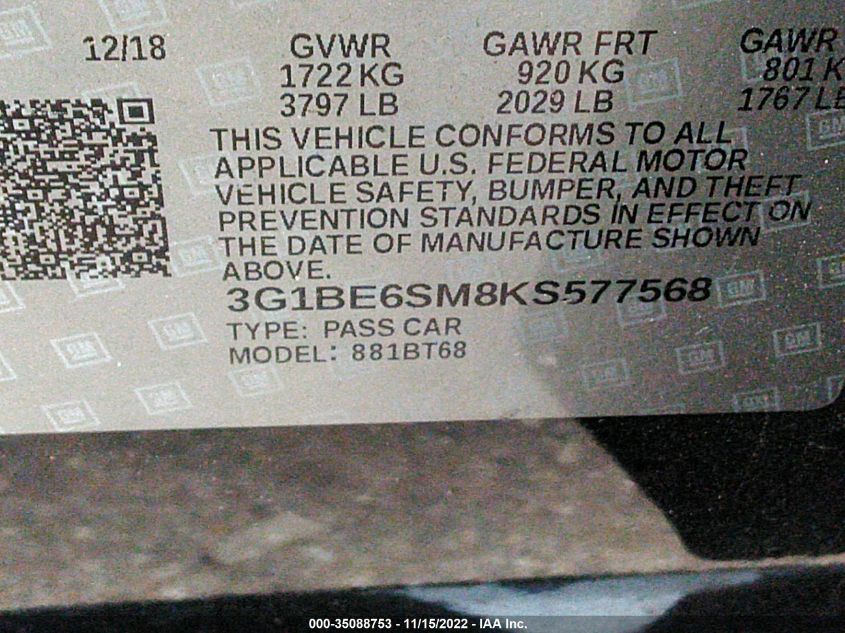 12/18 GVWR GAWR FRT GAWR
1722 KG 920 KG 801 K
3797 LB 2029 LB 1767 LB
THIS VEHICLE CONFORMS TO ALL
APPLICABLE U.S. FEDERAL MOTOR
VEHICLE SAFETY, BUMPER, AND THEFT
PREVENTION STANDARDS IN EFFECT ON
THE DATE OF MANUFACTURE SHOWN
ABOVE.
3G1BE6SM8KS577568
TYPE: PASS CAR
MODEL: 881BT68
000-35088753 - 11/15/2022 - IAA Inc.